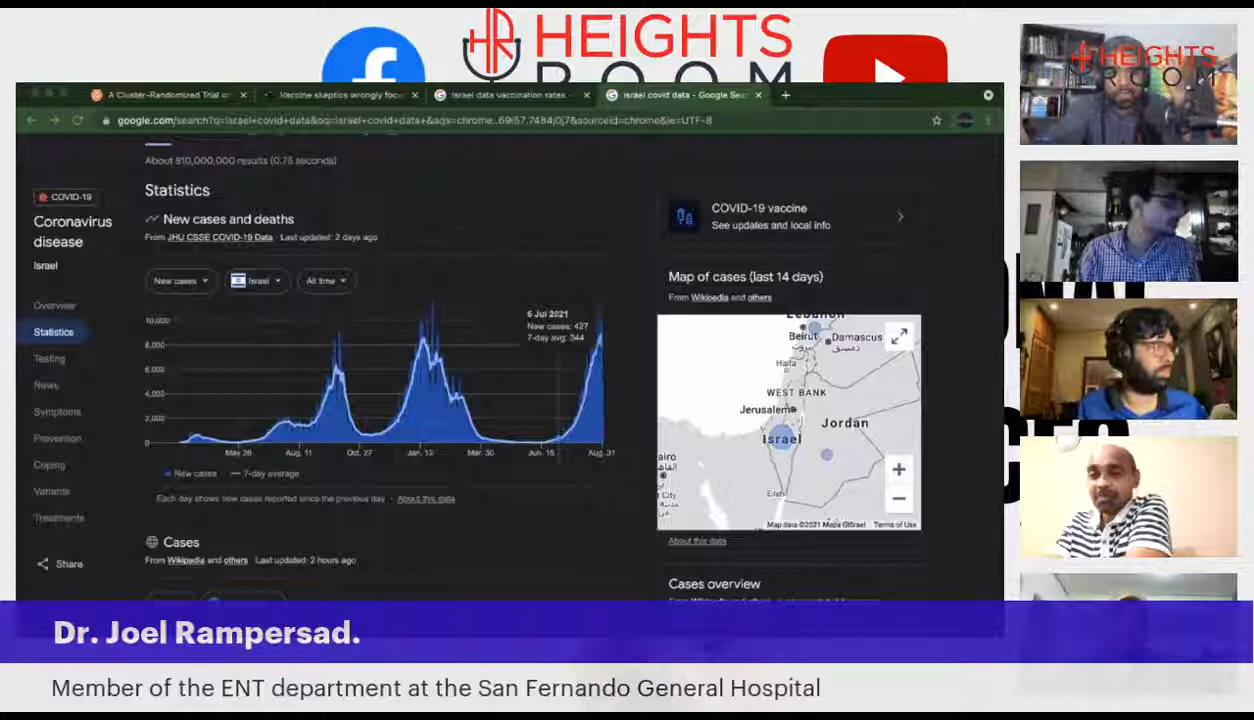 HEIGHTS
ROOM
HEIGHTS
ROOM
A Cluster-Randomized Trial
Vaccine skeptics wrongly
Israel data vaccination rates -
israel covid data - Google
google.com/search?q=israel+covid+data&oq=israel+covid+data+&aqs=chrome..69i57.7484j0j7&sourceid=chrome&ie=UTF-8
About 810,000,000 results (0.75 seconds)
COVID-19
Coronavirus
disease
Israel
Overview
Statistics
Testing
News
Symptoms
Prevention
Coping
Variants
Treatments
Share
Statistics
New cases and deaths
From JHU CSSE COVID-19 Data · Last updated: 2 days ago
New cases
Israel
All time
6 Jul 2021
New cases: 427
7-day avg: 344
10,000
8,000
6,000
4,000
2,000
0
May 26
Aug. 11
Oct. 27
Jan. 12
Mar. 30
Jun. 15
Aug. 31
New cases
7-day average
Each day shows new cases reported since the previous day · About this data
Cases
From Wikipedia and others · Last updated: 2 hours ago
COVID-19 vaccine
See updates and local info
Map of cases (last 14 days)
From Wikipedia and others
Lebanon
Beirut
بيروت
Damascus
دمشق
Haifa
חיפה
WEST BANK
Jerusalem
Jordan
Israel
Eilat
Map data ©2021 Mapa GISrael
Terms of Use
About this data
Cases overview
Dr. Joel Rampersad.
Member of the ENT department at the San Fernando General Hospital